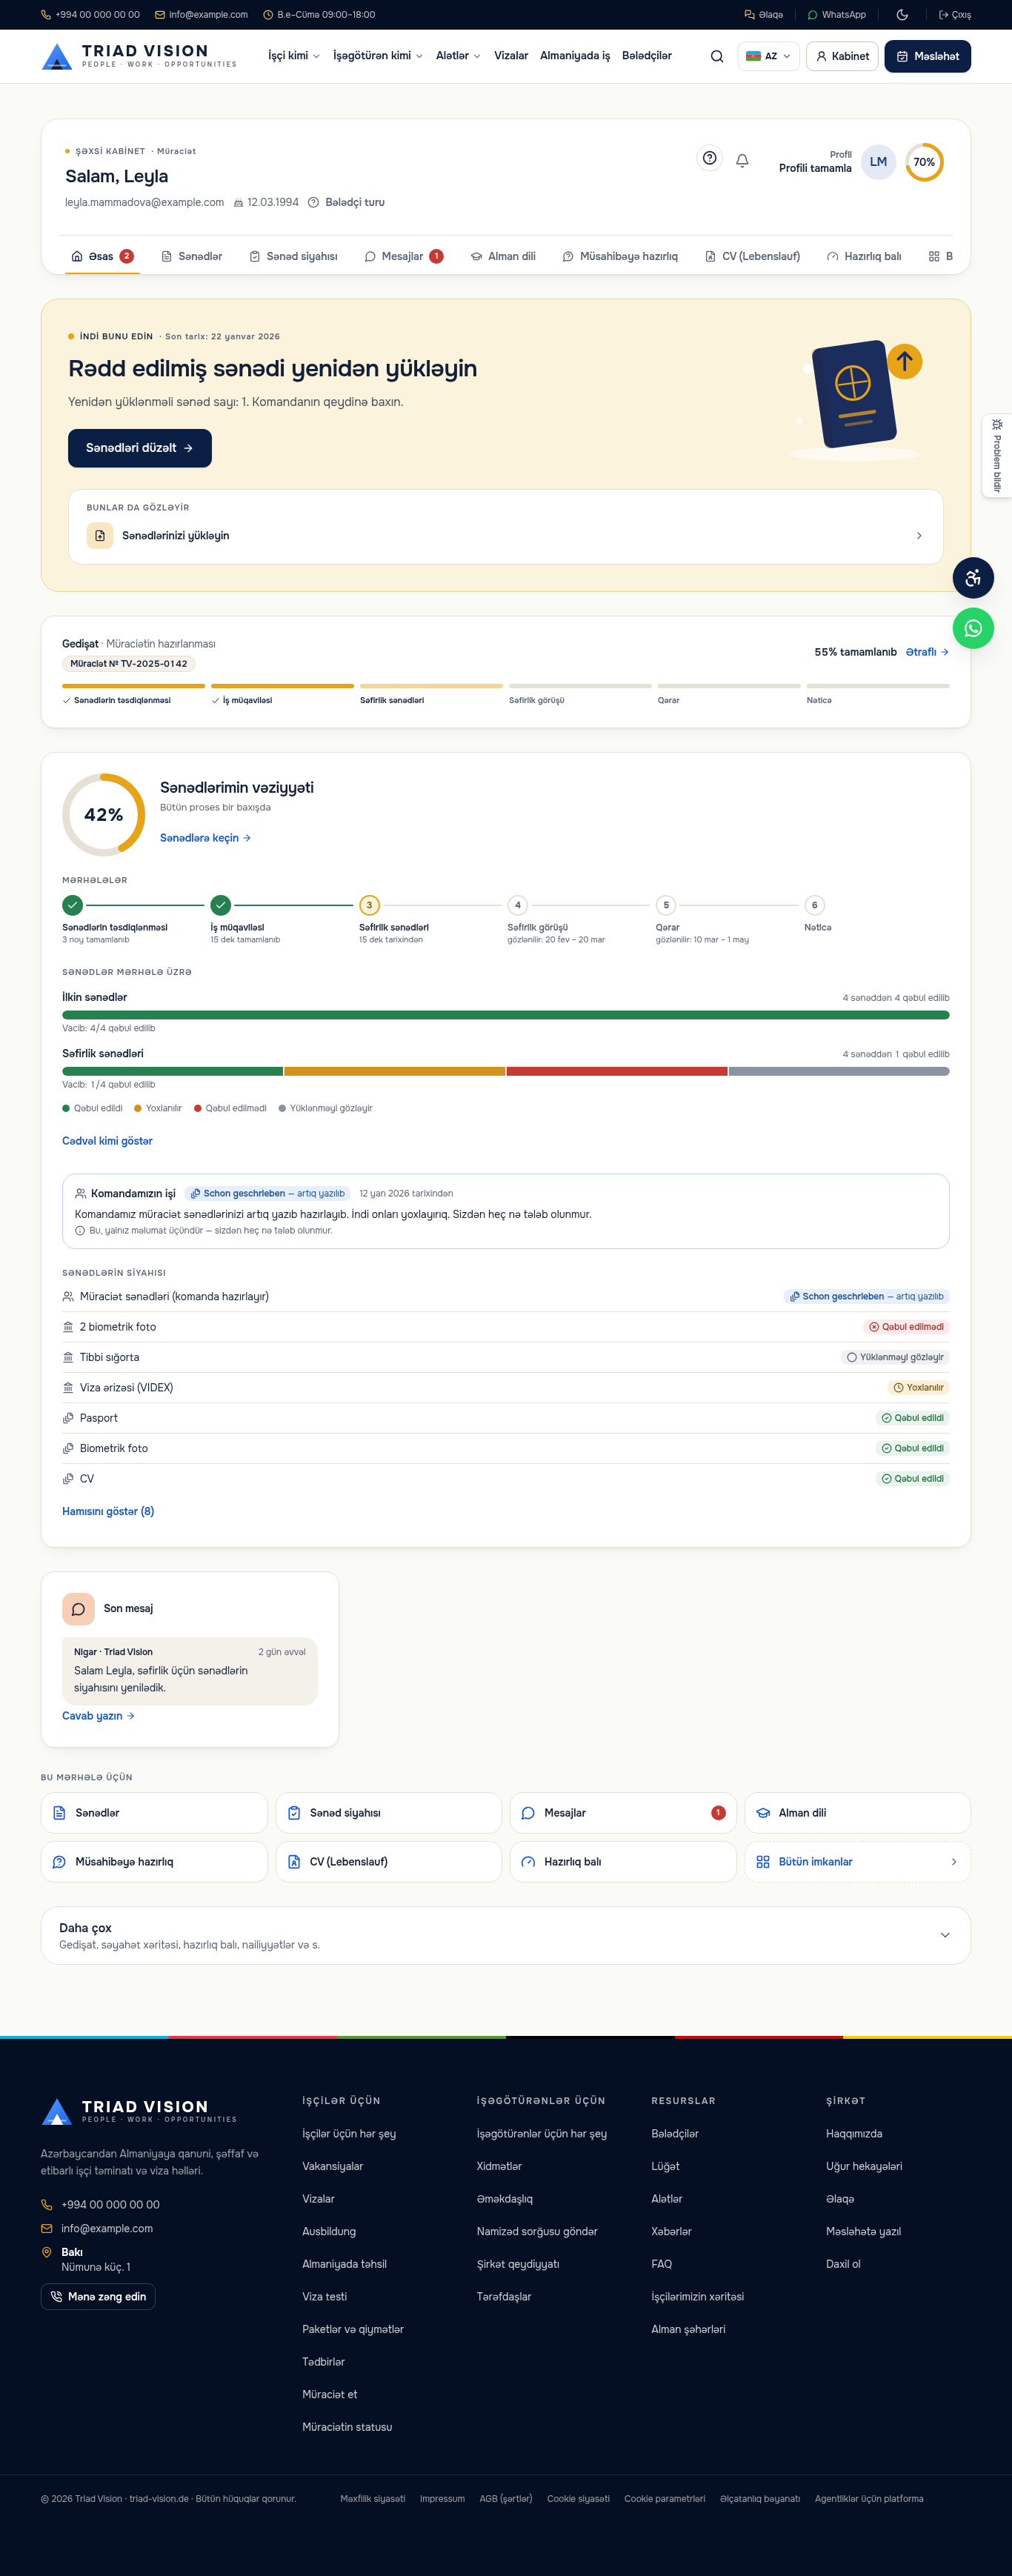 +994 00 000 00 00 info@example.com B.e–Cümə 09:00–18:00 Əlaqə WhatsApp Çıxış
TRIAD VISION
PEOPLE · WORK · OPPORTUNITIES
İşçi kimi İşəgötürən kimi Alətlər Vizalar Almaniyada iş Bələdçilər AZ Kabinet Məsləhət
ŞƏXSİ KABİNET · Müraciət
Salam, Leyla
leyla.mammadova@example.com 12.03.1994 Bələdçi turu
Profil
Profili tamamla
LM
70%
Əsas 2 Sənədlər Sənəd siyahısı Mesajlar 1 Alman dili Müsahibəyə hazırlıq CV (Lebenslauf) Hazırlıq balı B
İNDİ BUNU EDİN · Son tarix: 22 yanvar 2026
Rədd edilmiş sənədi yenidən yükləyin
Yenidən yüklənməli sənəd sayı: 1. Komandanın qeydinə baxın.
Sənədləri düzəlt
BUNLAR DA GÖZLƏYİR
Sənədlərinizi yükləyin
Problem bildir
Gedişat · Müraciətin hazırlanması
Müraciət № TV-2025-0142
55% tamamlanıb Ətraflı
Sənədlərin təsdiqlənməsi İş müqaviləsi Səfirlik sənədləri Səfirlik görüşü Qərar Nəticə
42%
Sənədlərimin vəziyyəti
Bütün proses bir baxışda
Sənədlərə keçin
MƏRHƏLƏLƏR
3 4 5 6
Sənədlərin təsdiqlənməsi İş müqaviləsi Səfirlik sənədləri Səfirlik görüşü Qərar Nəticə
3 noy tamamlanıb 15 dek tamamlanıb 15 dek tarixindən gözlənilir: 20 fev – 20 mar gözlənilir: 10 mar – 1 may
SƏNƏDLƏR MƏRHƏLƏ ÜZRƏ
İlkin sənədlər 4 sənəddən 4 qəbul edilib
Vacib: 4/4 qəbul edilib
Səfirlik sənədləri 4 sənəddən 1 qəbul edilib
Vacib: 1/4 qəbul edilib
Qəbul edildi Yoxlanılır Qəbul edilmədi Yüklənməyi gözləyir
Cədvəl kimi göstər
Komandamızın işi Schon geschrieben — artıq yazılıb 12 yan 2026 tarixindən
Komandamız müraciət sənədlərinizi artıq yazıb hazırlayıb. İndi onları yoxlayırıq. Sizdən heç nə tələb olunmur.
Bu, yalnız məlumat üçündür — sizdən heç nə tələb olunmur.
SƏNƏDLƏRİN SİYAHISI
Müraciət sənədləri (komanda hazırlayır) Schon geschrieben — artıq yazılıb
2 biometrik foto Qəbul edilmədi
Tibbi sığorta Yüklənməyi gözləyir
Viza ərizəsi (VIDEX) Yoxlanılır
Pasport Qəbul edildi
Biometrik foto Qəbul edildi
CV Qəbul edildi
Hamısını göstər (8)
Son mesaj
Nigar · Triad Vision 2 gün əvvəl
Salam Leyla, səfirlik üçün sənədlərin
siyahısını yenilədik.
Cavab yazın
BU MƏRHƏLƏ ÜÇÜN
Sənədlər Sənəd siyahısı Mesajlar 1 Alman dili
Müsahibəyə hazırlıq CV (Lebenslauf) Hazırlıq balı Bütün imkanlar
Daha çox
Gedişat, səyahət xəritəsi, hazırlıq balı, nailiyyətlər və s.
TRIAD VISION
PEOPLE · WORK · OPPORTUNITIES
Azərbaycandan Almaniyaya qanuni, şəffaf və
etibarlı işçi təminatı və viza həlləri.
+994 00 000 00 00
info@example.com
Bakı
Nümunə küç. 1
Mənə zəng edin
İŞÇİLƏR ÜÇÜN
İşçilər üçün hər şey
Vakansiyalar
Vizalar
Ausbildung
Almaniyada təhsil
Viza testi
Paketlər və qiymətlər
Tədbirlər
Müraciət et
Müraciətin statusu
İŞƏGÖTÜRƏNLƏR ÜÇÜN
İşəgötürənlər üçün hər şey
Xidmətlər
Əməkdaşlıq
Namizəd sorğusu göndər
Şirkət qeydiyyatı
Tərəfdaşlar
RESURSLAR
Bələdçilər
Lüğət
Alətlər
Xəbərlər
FAQ
İşçilərimizin xəritəsi
Alman şəhərləri
ŞİRKƏT
Haqqımızda
Uğur hekayələri
Əlaqə
Məsləhətə yazıl
Daxil ol
© 2026 Triad Vision · triad-vision.de · Bütün hüquqlar qorunur. Məxfilik siyasəti Impressum AGB (şərtlər) Cookie siyasəti Cookie parametrləri Əlçatanlıq bəyanatı Agentliklər üçün platforma